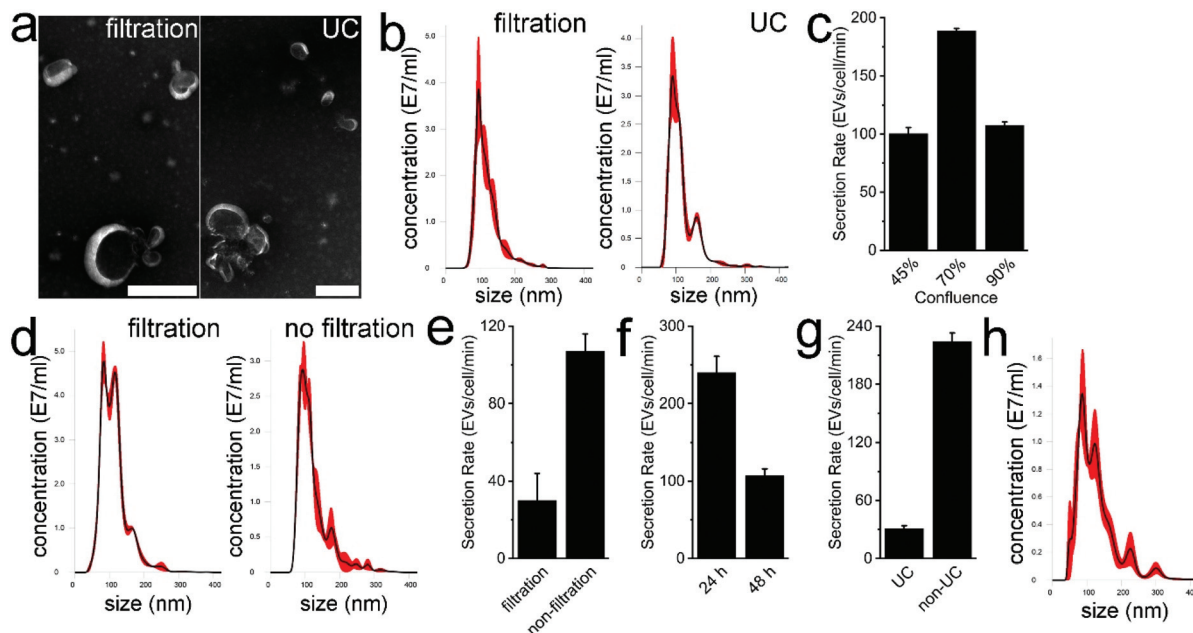 a
filtration
UC
b
filtration
UC
concentration (E7/ml)
5.0
4.0
3.0
2.0
1.0
0
0
100
200
300
400
size (nm)
concentration (E7/ml)
4.0
3.5
3.0
2.5
2.0
1.5
1.0
0.5
0
0
100
200
300
400
size (nm)
c
Secretion Rate (EVs/cell/min)
200
150
100
50
0
45%
70%
90%
Confluence
d
filtration
no filtration
concentration (E7/ml)
5.0
4.0
3.0
2.0
1.0
0
0
100
200
300
400
size (nm)
concentration (E7/ml)
3.0
2.5
2.0
1.5
1.0
0.5
0
0
100
200
300
400
size (nm)
e
Secretion Rate (EVs/cell/min)
120
80
40
0
filtration
non-filtration
f
Secretion Rate (EVs/cell/min)
300
200
100
0
24 h
48 h
g
Secretion Rate (EVs/cell/min)
240
180
120
60
0
UC
non-UC
h
concentration (E7/ml)
1.6
1.4
1.2
1.0
0.8
0.6
0.4
0.2
0
0
100
200
300
400
size (nm)